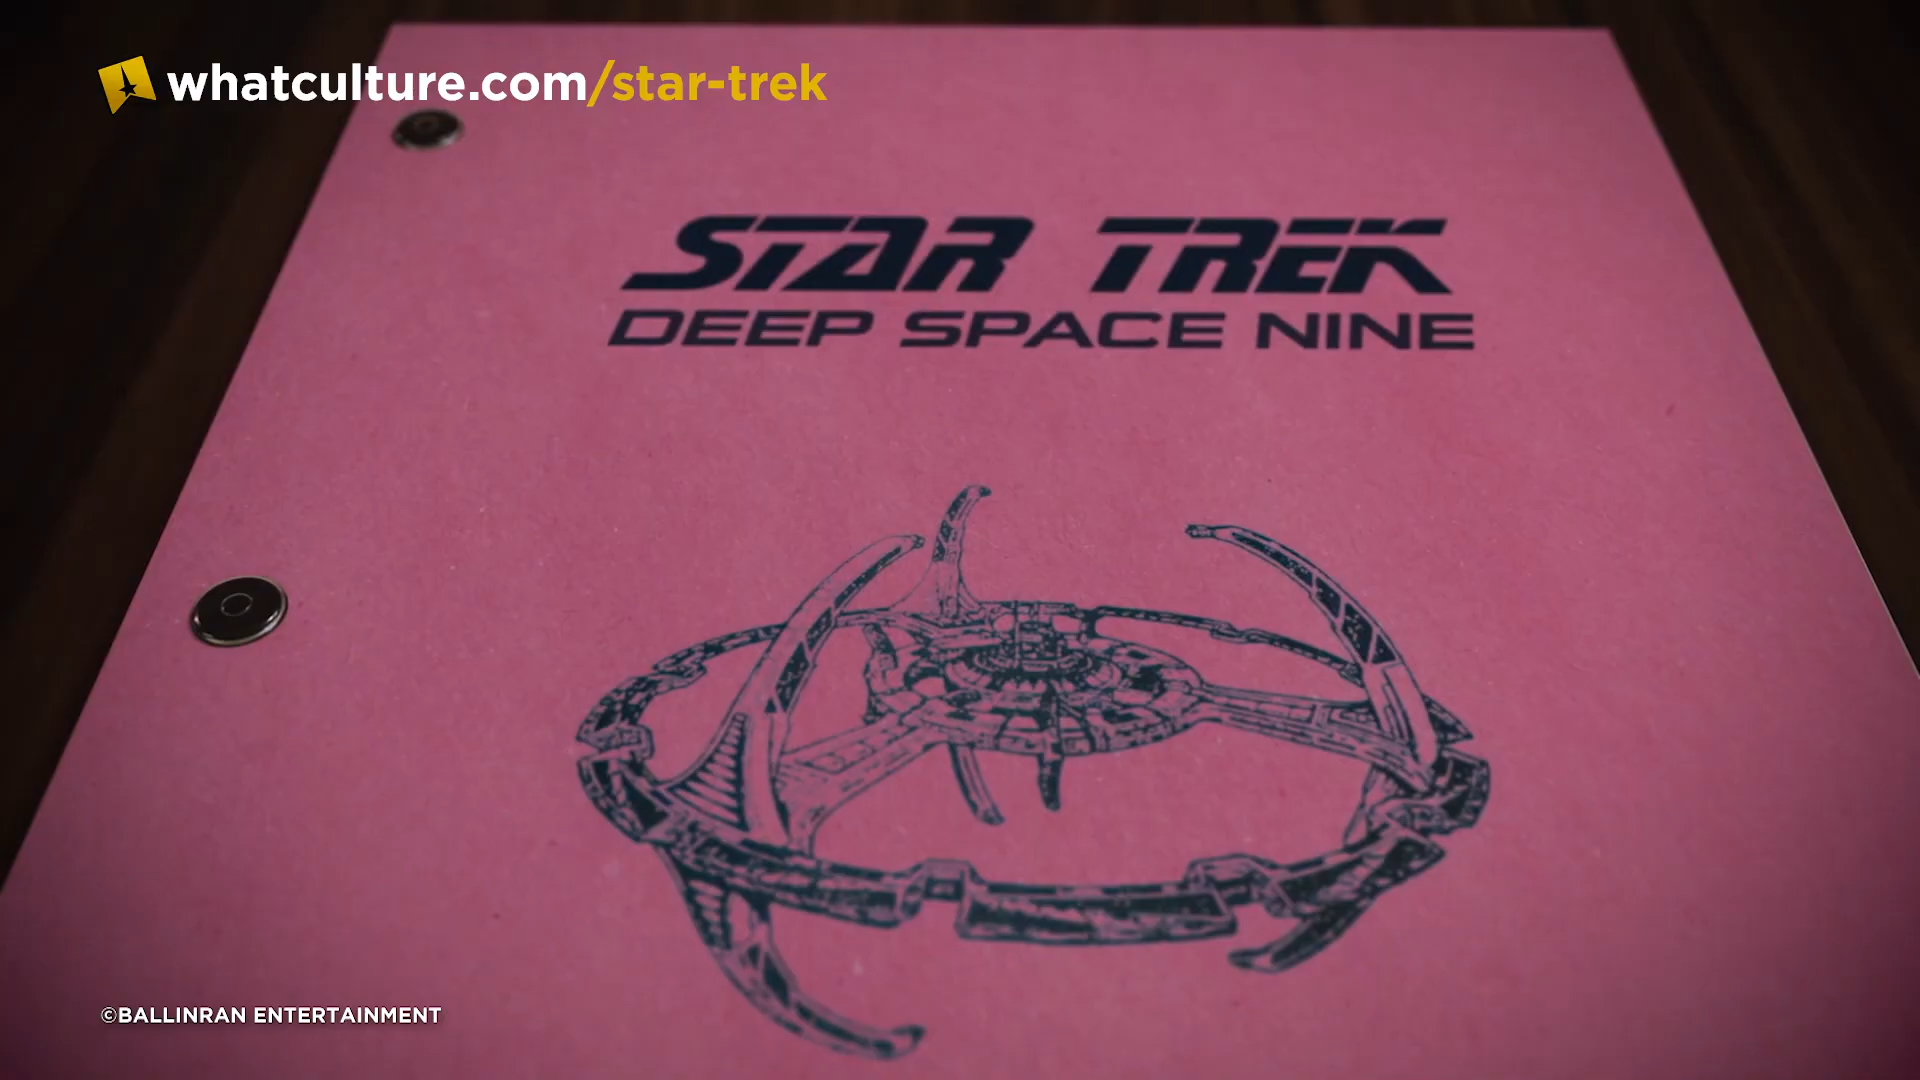 whatculture.com/star-trek
STAR TREK
DEEP SPACE NINE
©BALLINRAN ENTERTAINMENT